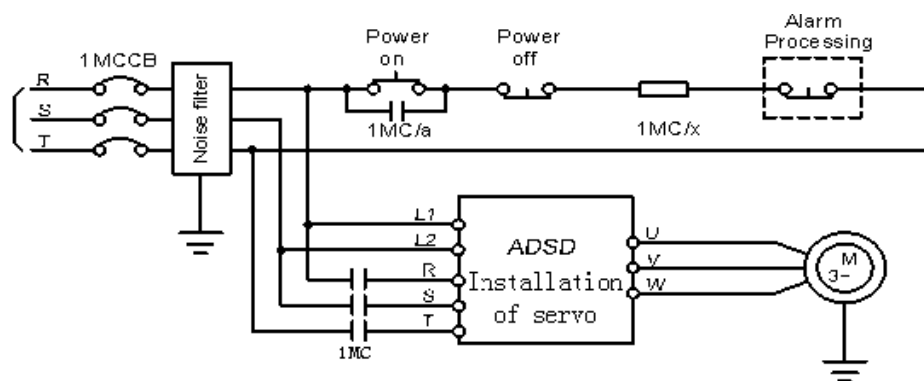 Alarm
Processing
Power
on
Power
off
1MCCB
R
S
T
Noise filter
1MC/a
1MC/x
L1
L2
R
S
T
1MC
ADSD
Installation
of servo
U
V
W
M
3~